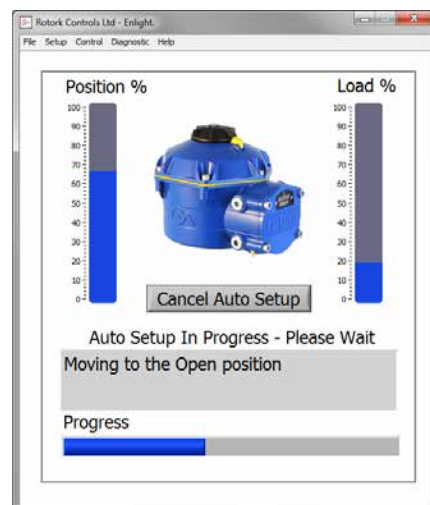 Rotork Controls Ltd - Enlight.
File Setup Control Diagnostic Help
Position % Load %
100 100
90 90
80 80
70 70
60 60
50 50
40 40
30 30
20 20
10 10
0 0
Cancel Auto Setup
Auto Setup In Progress - Please Wait
Moving to the Open position
Progress